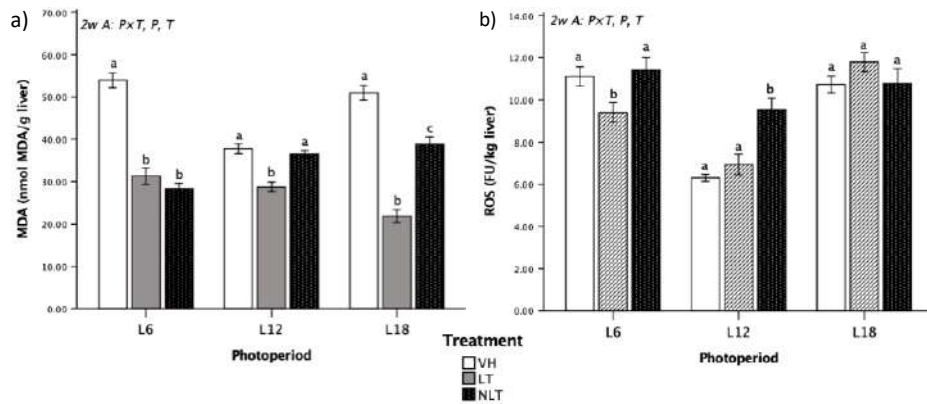 a)
2w A: P×T, P, T
MDA (nmol MDA/g liver)
70.00
60.00
50.00
40.00
30.00
20.00
10.00
0.00
a
b
b
a
b
a
a
b
c
L6
L12
L18
Photoperiod
b)
2w A: P×T, P, T
ROS (FU/kg liver)
14.00
12.00
10.00
8.00
6.00
4.00
2.00
0.00
a
b
a
a
a
b
a
a
a
L6
L12
L18
Photoperiod
Treatment
VH
LT
NLT